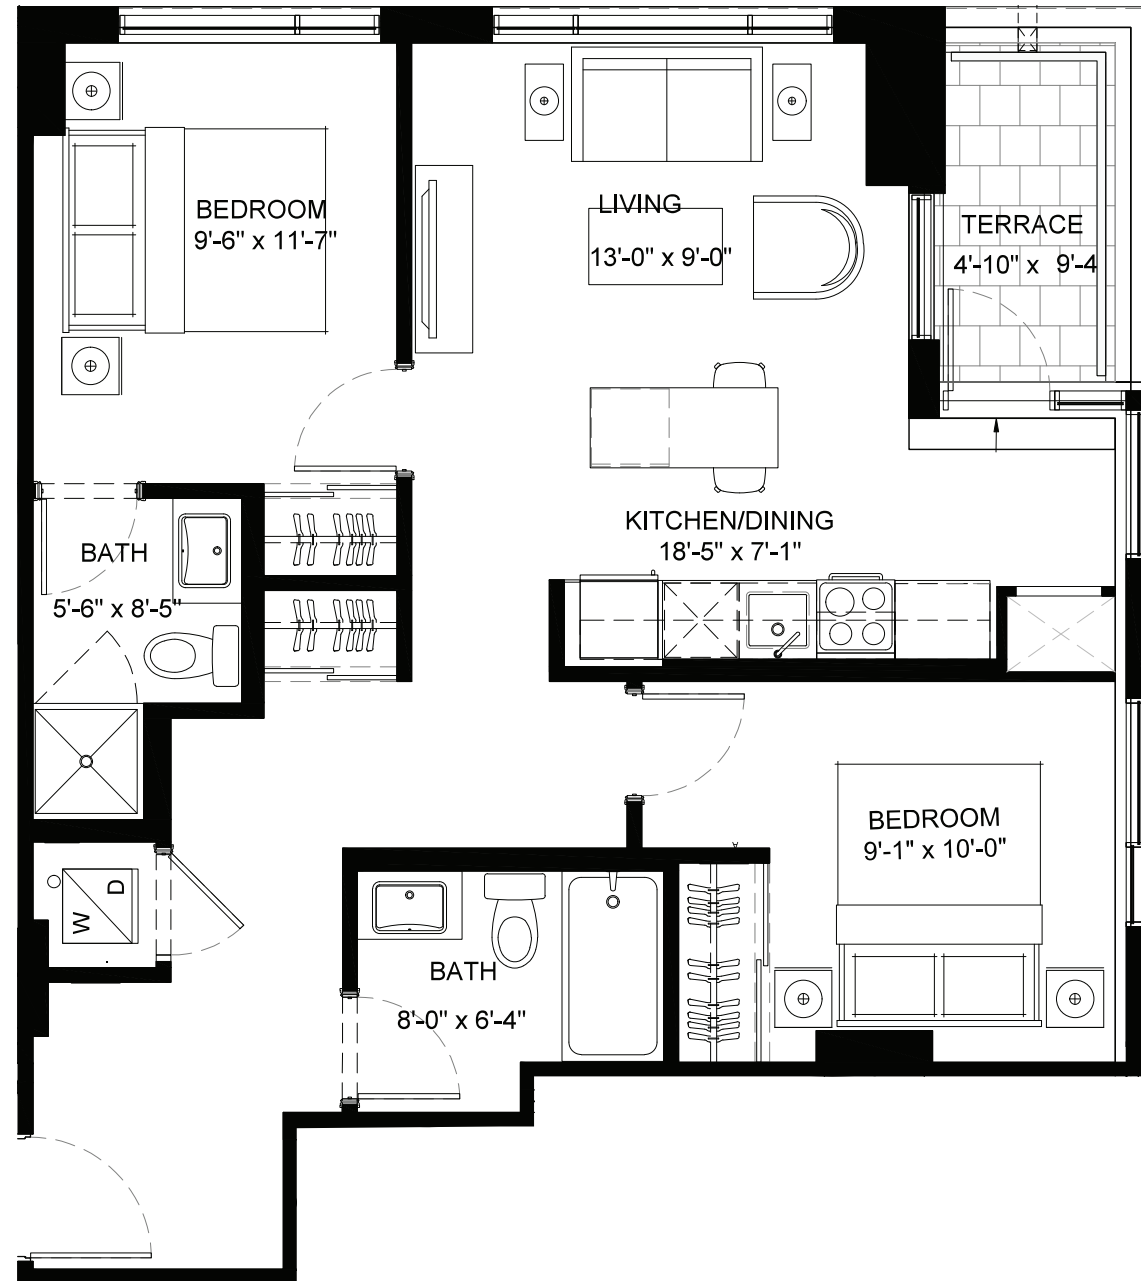 BEDROOM
9'-6" x 11'-7"
LIVING
13'-0" x 9'-0"
TERRACE
4'-10" x 9'-4
KITCHEN/DINING
18'-5" x 7'-1"
BATH
5'-6" x 8'-5"
BEDROOM
9'-1" x 10'-0"
W
D
BATH
8'-0" x 6'-4"